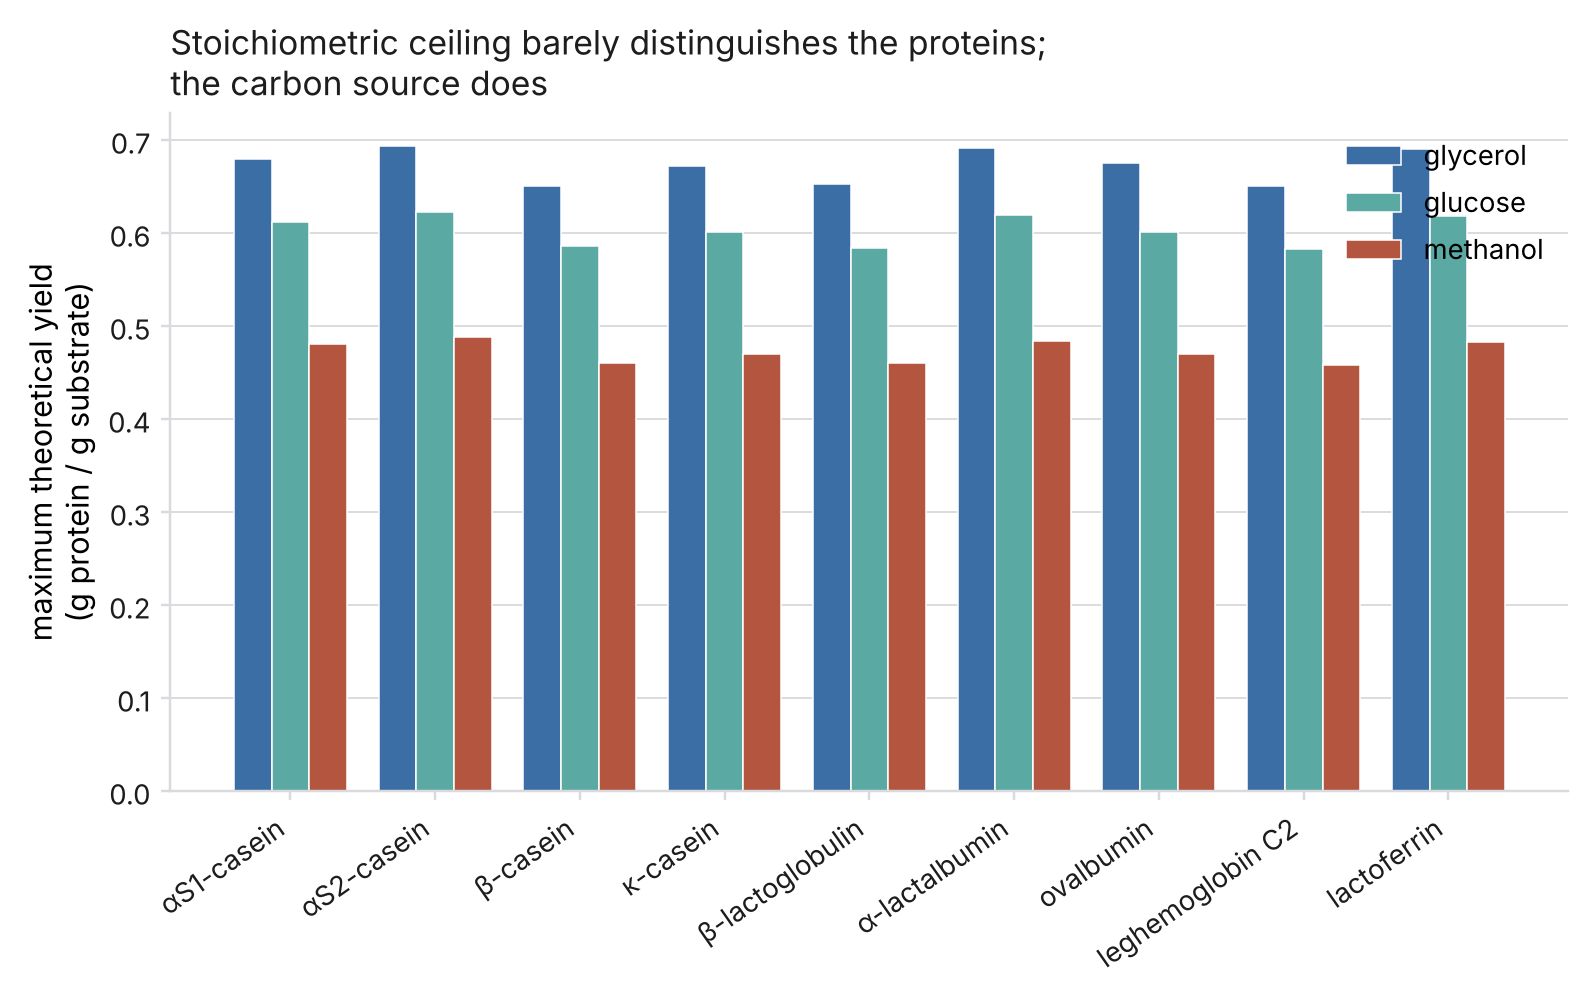 Stoichiometric ceiling barely distinguishes the proteins;
the carbon source does
maximum theoretical yield
(g protein / g substrate)
0.7
0.6
0.5
0.4
0.3
0.2
0.1
0.0
glycerol
glucose
methanol
αS1-casein
αS2-casein
β-casein
κ-casein
β-lactoglobulin
α-lactalbumin
ovalbumin
leghemoglobin C2
lactoferrin